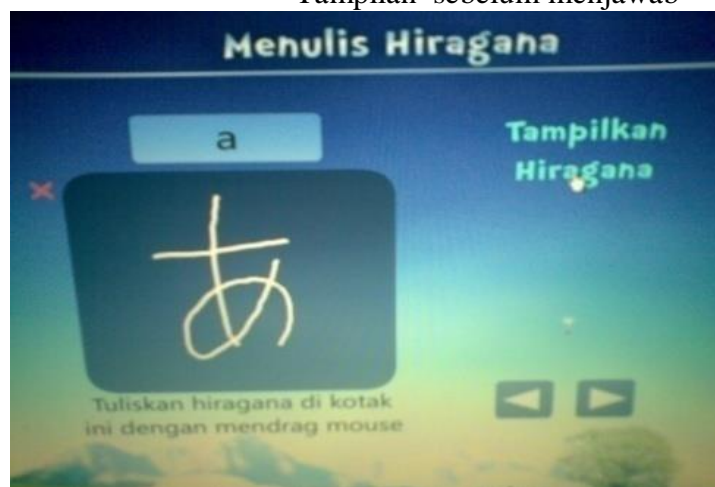 Tampilan sebelum menjawab
Menulis Hiragana
a
Tampilkan
Hiragana
あ
Tuliskan hiragana di kotak
ini dengan mendrag mouse